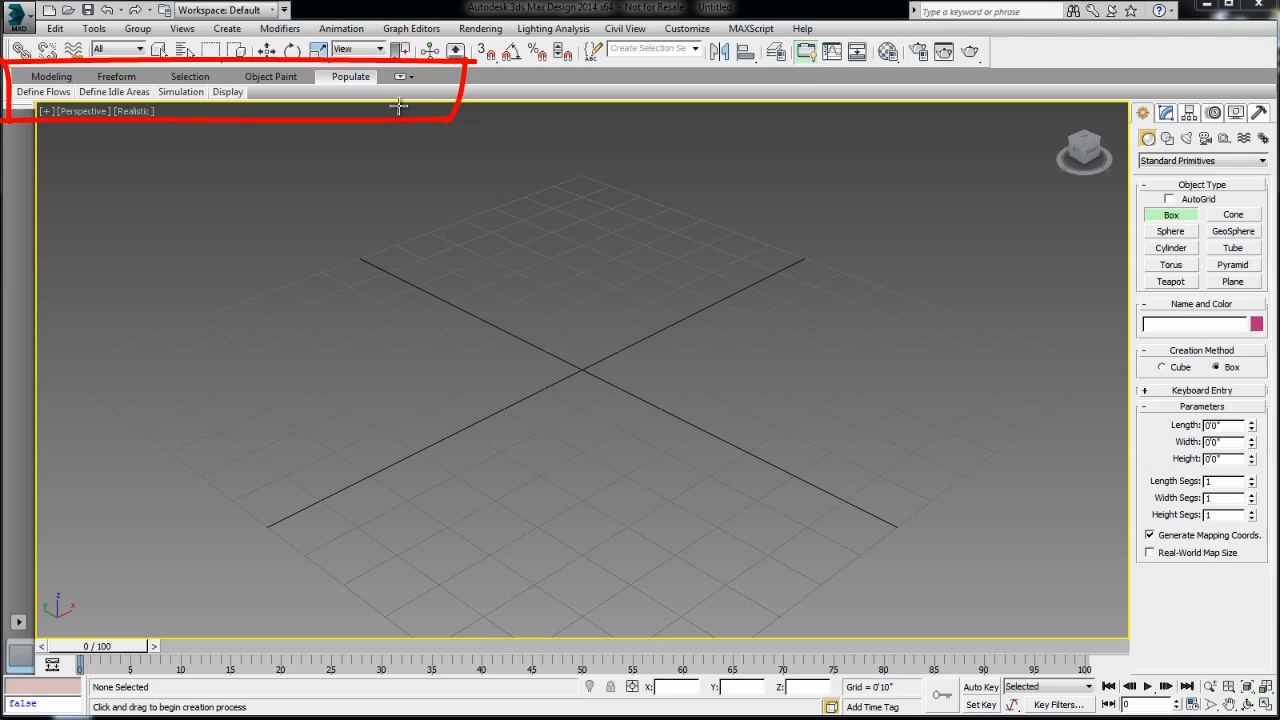 Workspace: Default
Autodesk 3ds Max Design 2014 x64 - Not for Resale Untitled
Type a keyword or phrase
MXD
Edit Tools Group Views Create Modifiers Animation Graph Editors Rendering Lighting Analysis Civil View Customize MAXScript Help
All View 3 % ABC Create Selection Se
Modeling Freeform Selection Object Paint Populate
Define Flows Define Idle Areas Simulation Display
[+] [Perspective] [Realistic]
Standard Primitives
- Object Type
AutoGrid
Box Cone
Sphere GeoSphere
Cylinder Tube
Torus Pyramid
Teapot Plane
- Name and Color
- Creation Method
Cube Box
+ Keyboard Entry
- Parameters
Length: 0'0"
Width: 0'0"
Height: 0'0"
Length Segs: 1
Width Segs: 1
Height Segs: 1
Generate Mapping Coords.
Real-World Map Size
z
y x
< 0 / 100 >
0 5 10 15 20 25 30 35 40 45 50 55 60 65 70 75 80 85 90 95 100
None Selected X: Y: Z: Grid = 0'10" Auto Key Selected
false Click and drag to begin creation process Add Time Tag Set Key Key Filters... 0